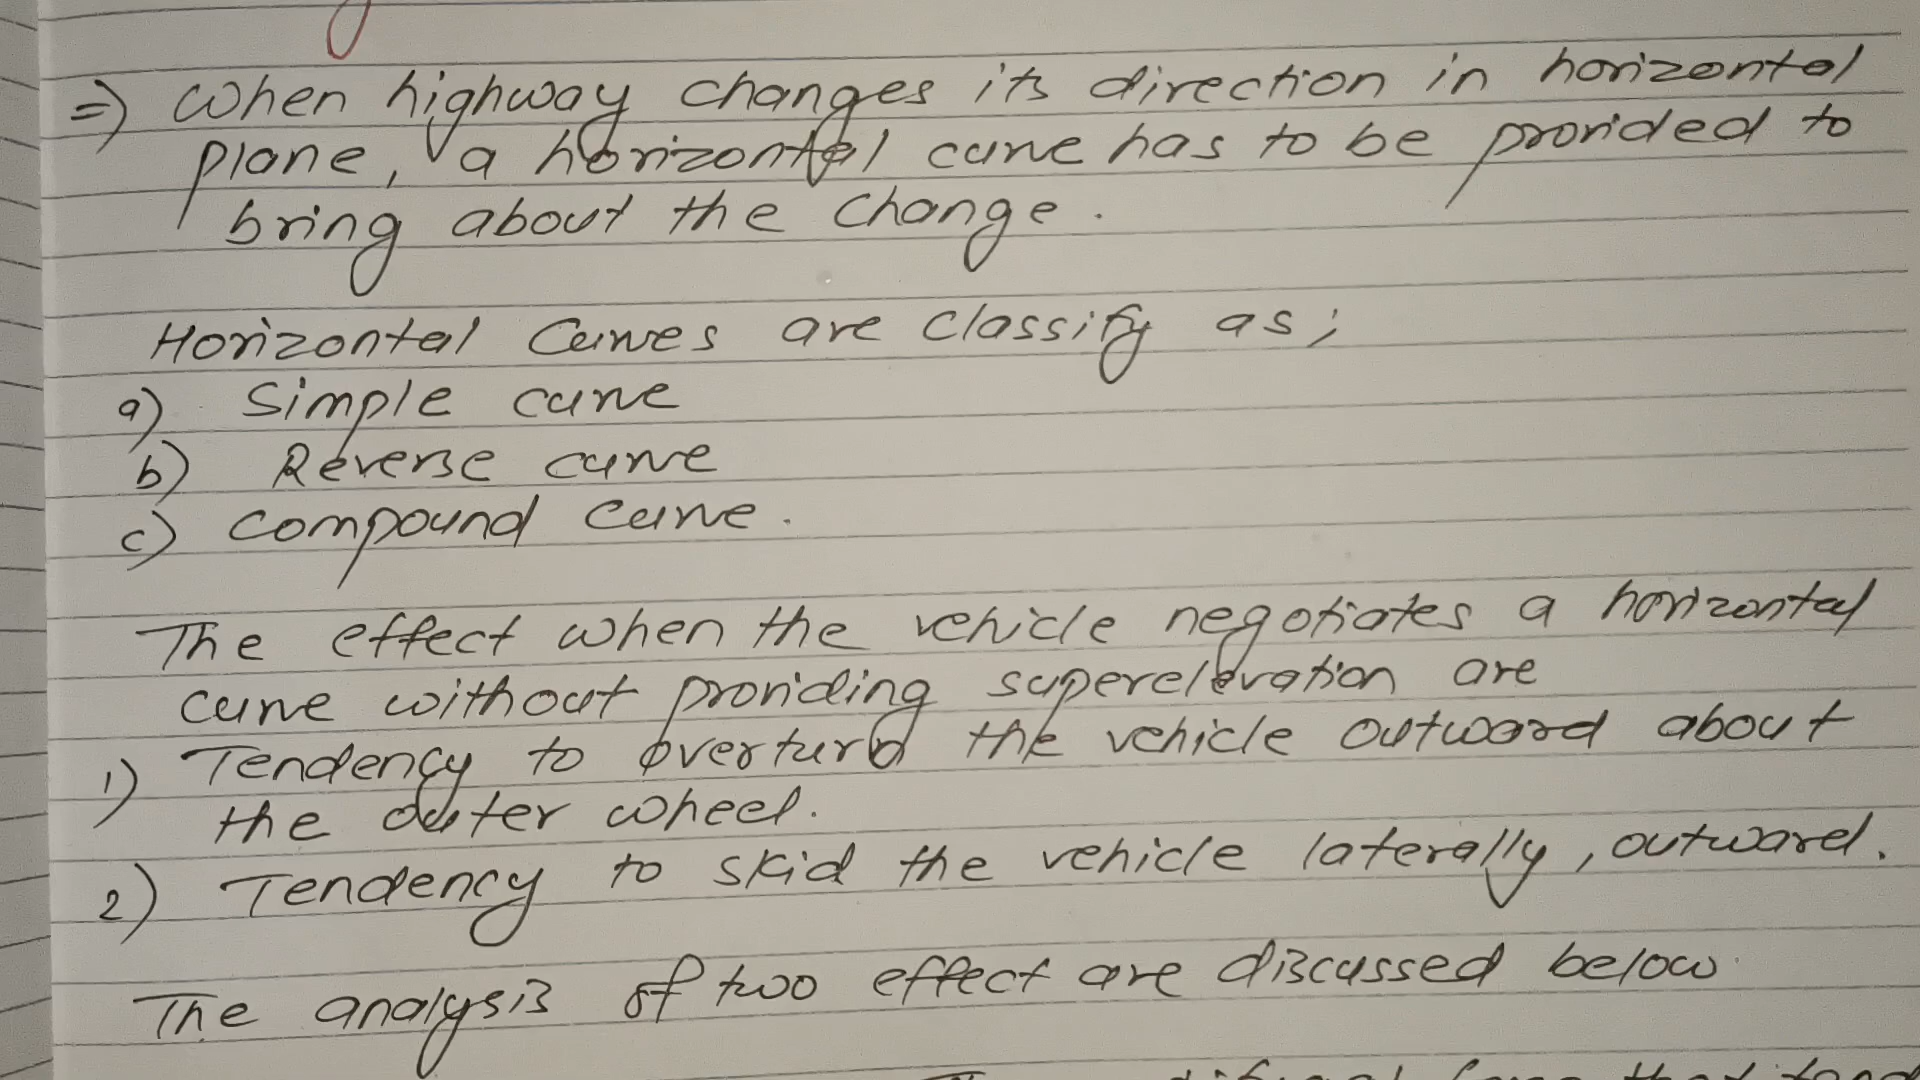 =) When highway changes its direction in horizontal
plane, a horizontal curve has to be provided to
bring about the change.
Horizontal Curves are classify as;
a) Simple curve
b) Reverse curve
c) Compound curve.
The effect when the vehicle negotiates a horizontal
curve without providing superelevation are
1) Tendency to overturn the vehicle outward about
the outer wheel.
2) Tendency to skid the vehicle laterally, outward.
The analysis of two effect are discussed below